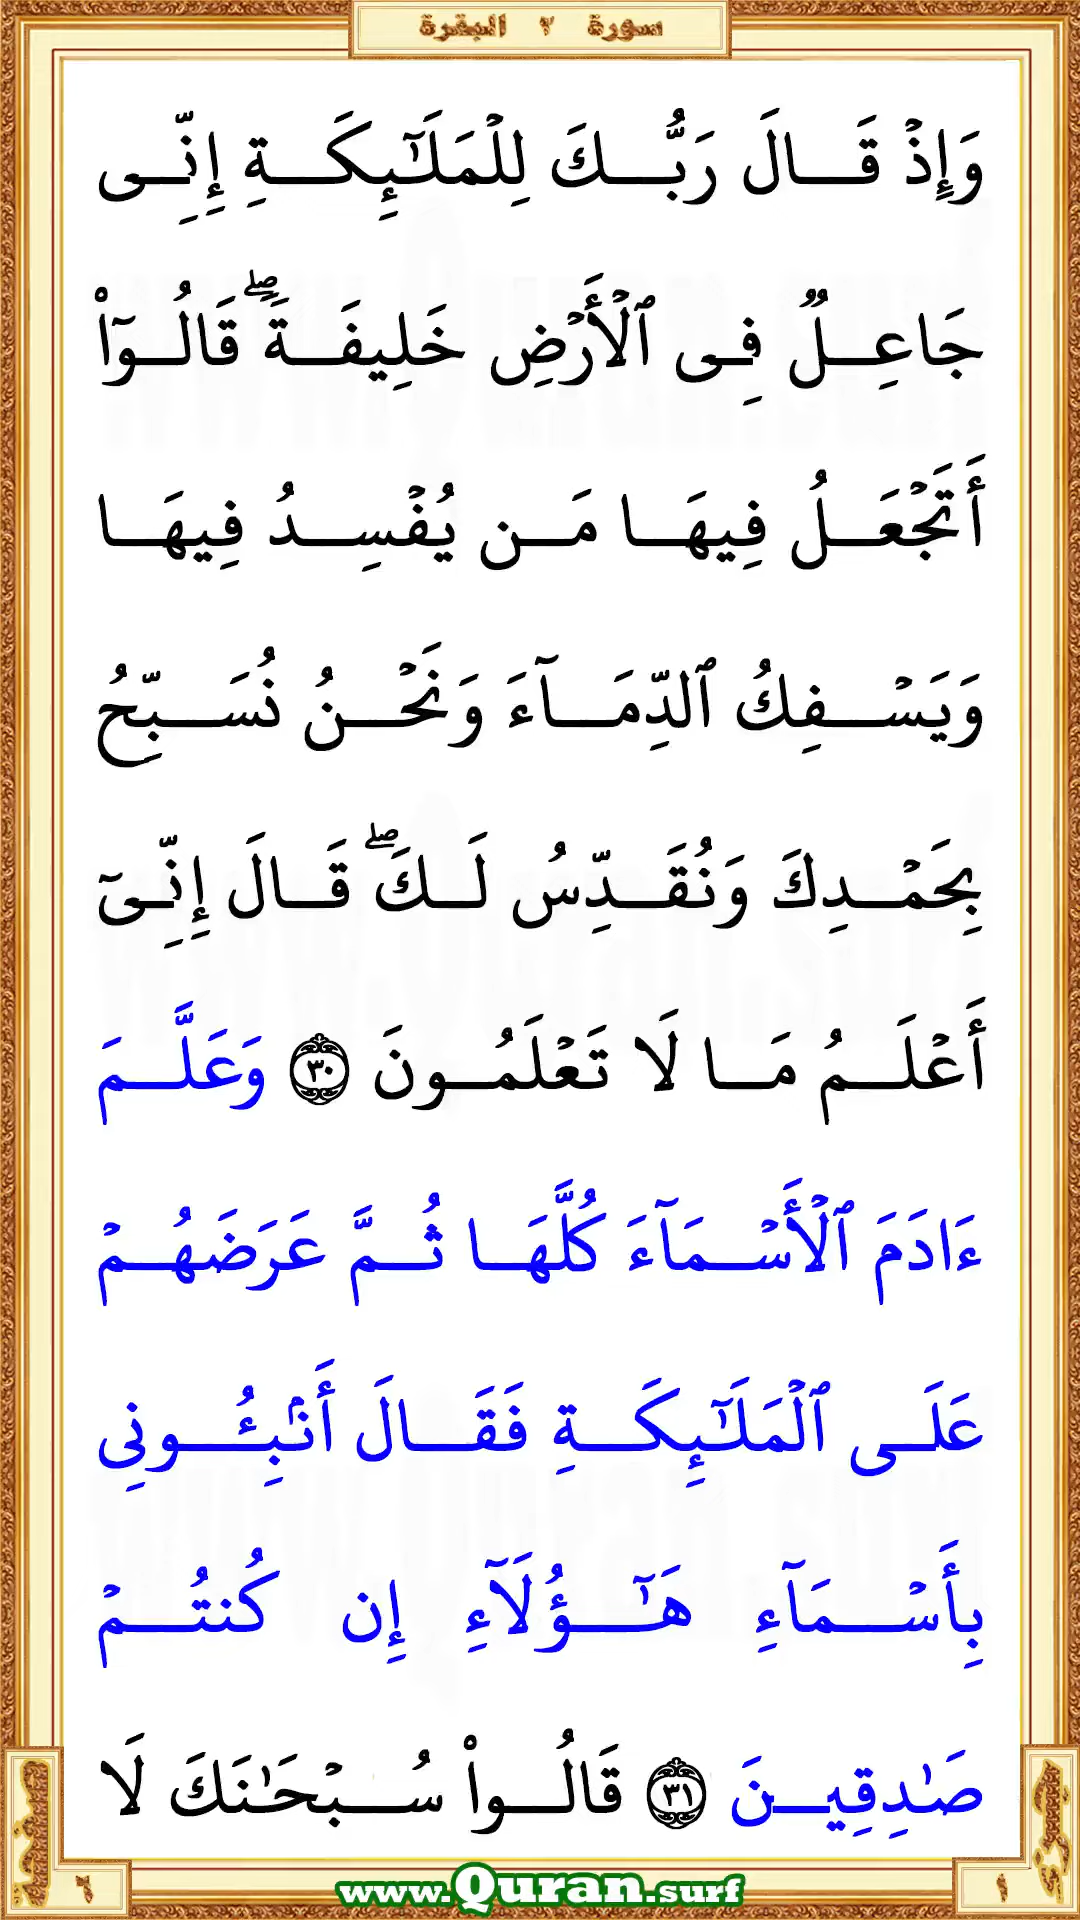 سورة ٢ البقرة
وَإِذْ قَالَ رَبُّكَ لِلْمَلَٰٓئِكَةِ إِنِّى
جَاعِلٌ فِى ٱلْأَرْضِ خَلِيفَةً ۖ قَالُوٓا۟
أَتَجْعَلُ فِيهَا مَن يُفْسِدُ فِيهَا
وَيَسْفِكُ ٱلدِّمَآءَ وَنَحْنُ نُسَبِّحُ
بِحَمْدِكَ وَنُقَدِّسُ لَكَ ۖ قَالَ إِنِّىٓ
أَعْلَمُ مَا لَا تَعْلَمُونَ ٣٠ وَعَلَّمَ
ءَادَمَ ٱلْأَسْمَآءَ كُلَّهَا ثُمَّ عَرَضَهُمْ
عَلَى ٱلْمَلَٰٓئِكَةِ فَقَالَ أَنۢبِـُٔونِى
بِأَسْمَآءِ هَٰٓؤُلَآءِ إِن كُنتُمْ
صَٰدِقِينَ ٣١ قَالُوا۟ سُبْحَٰنَكَ لَا
www.Quran.surf